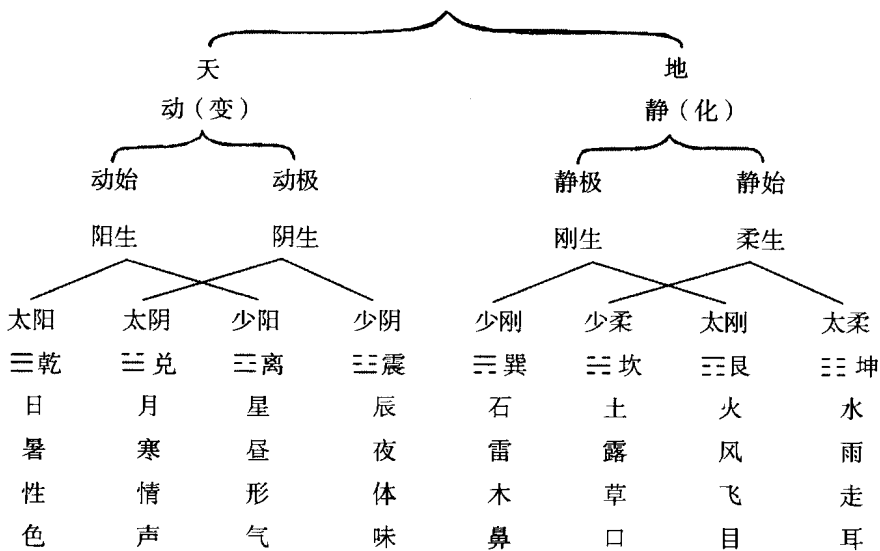 天 地
动（变） 静（化）
动始 动极 静极 静始
阳生 阴生 刚生 柔生
太阳 太阴 少阳 少阴 少刚 少柔 太刚 太柔
☰乾 ☱兑 ☲离 ☳震 ☴巽 ☵坎 ☶艮 ☷坤
日 月 星 辰 石 土 火 水
暑 寒 昼 夜 雷 露 风 雨
性 情 形 体 木 草 飞 走
色 声 气 味 鼻 口 目 耳